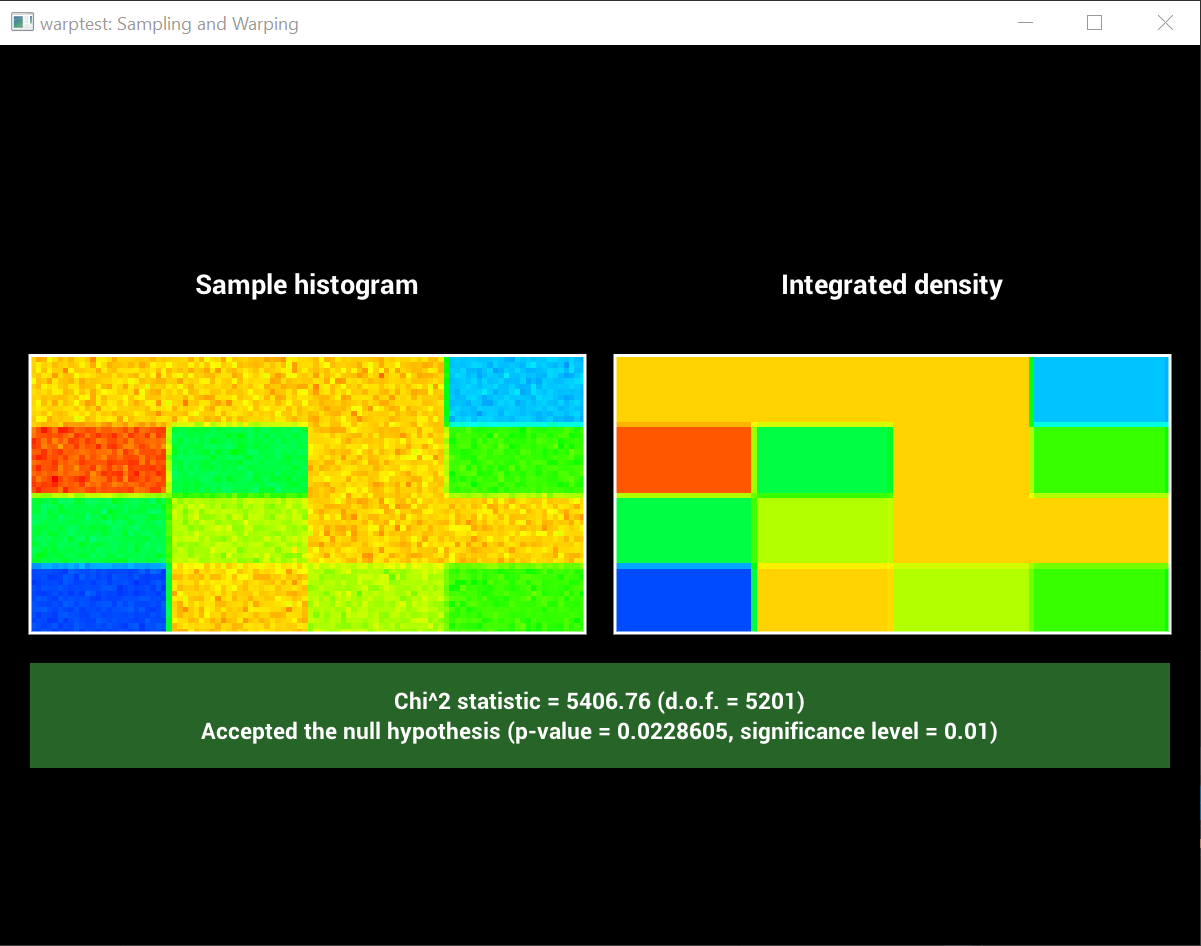 warptest: Sampling and Warping
Sample histogram
Integrated density
Chi^2 statistic = 5406.76 (d.o.f. = 5201)
Accepted the null hypothesis (p-value = 0.0228605, significance level = 0.01)